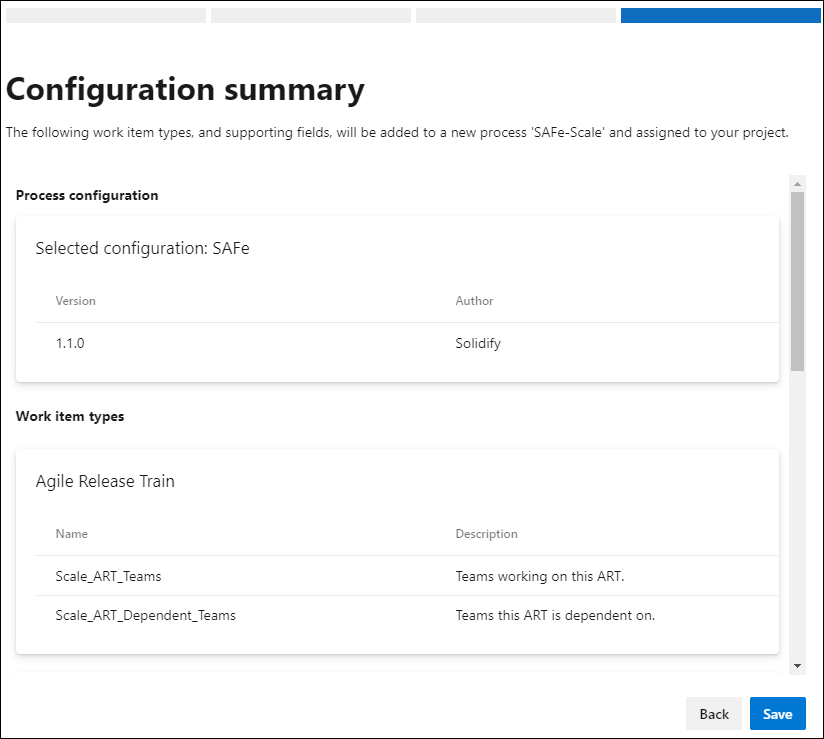 Configuration summary
The following work item types, and supporting fields, will be added to a new process 'SAFe-Scale' and assigned to your project.
Process configuration
Selected configuration: SAFe
Version Author
1.1.0 Solidify
Work item types
Agile Release Train
Name Description
Scale_ART_Teams Teams working on this ART.
Scale_ART_Dependent_Teams Teams this ART is dependent on.
Back Save